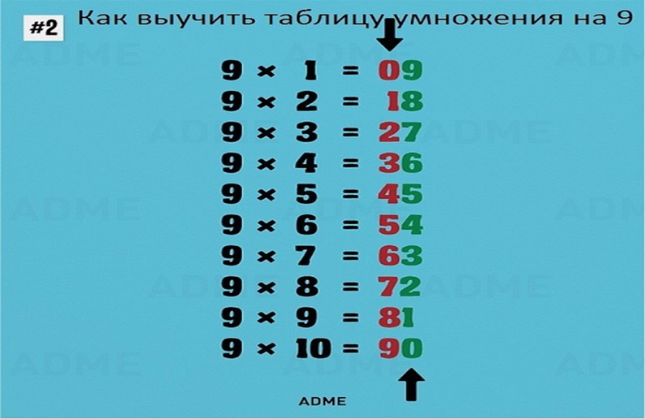 #2 Как выучить таблицу умножения на 9
9 × 1 = 09
9 × 2 = 18
9 × 3 = 27
9 × 4 = 36
9 × 5 = 45
9 × 6 = 54
9 × 7 = 63
9 × 8 = 72
9 × 9 = 81
9 × 10 = 90
ADME